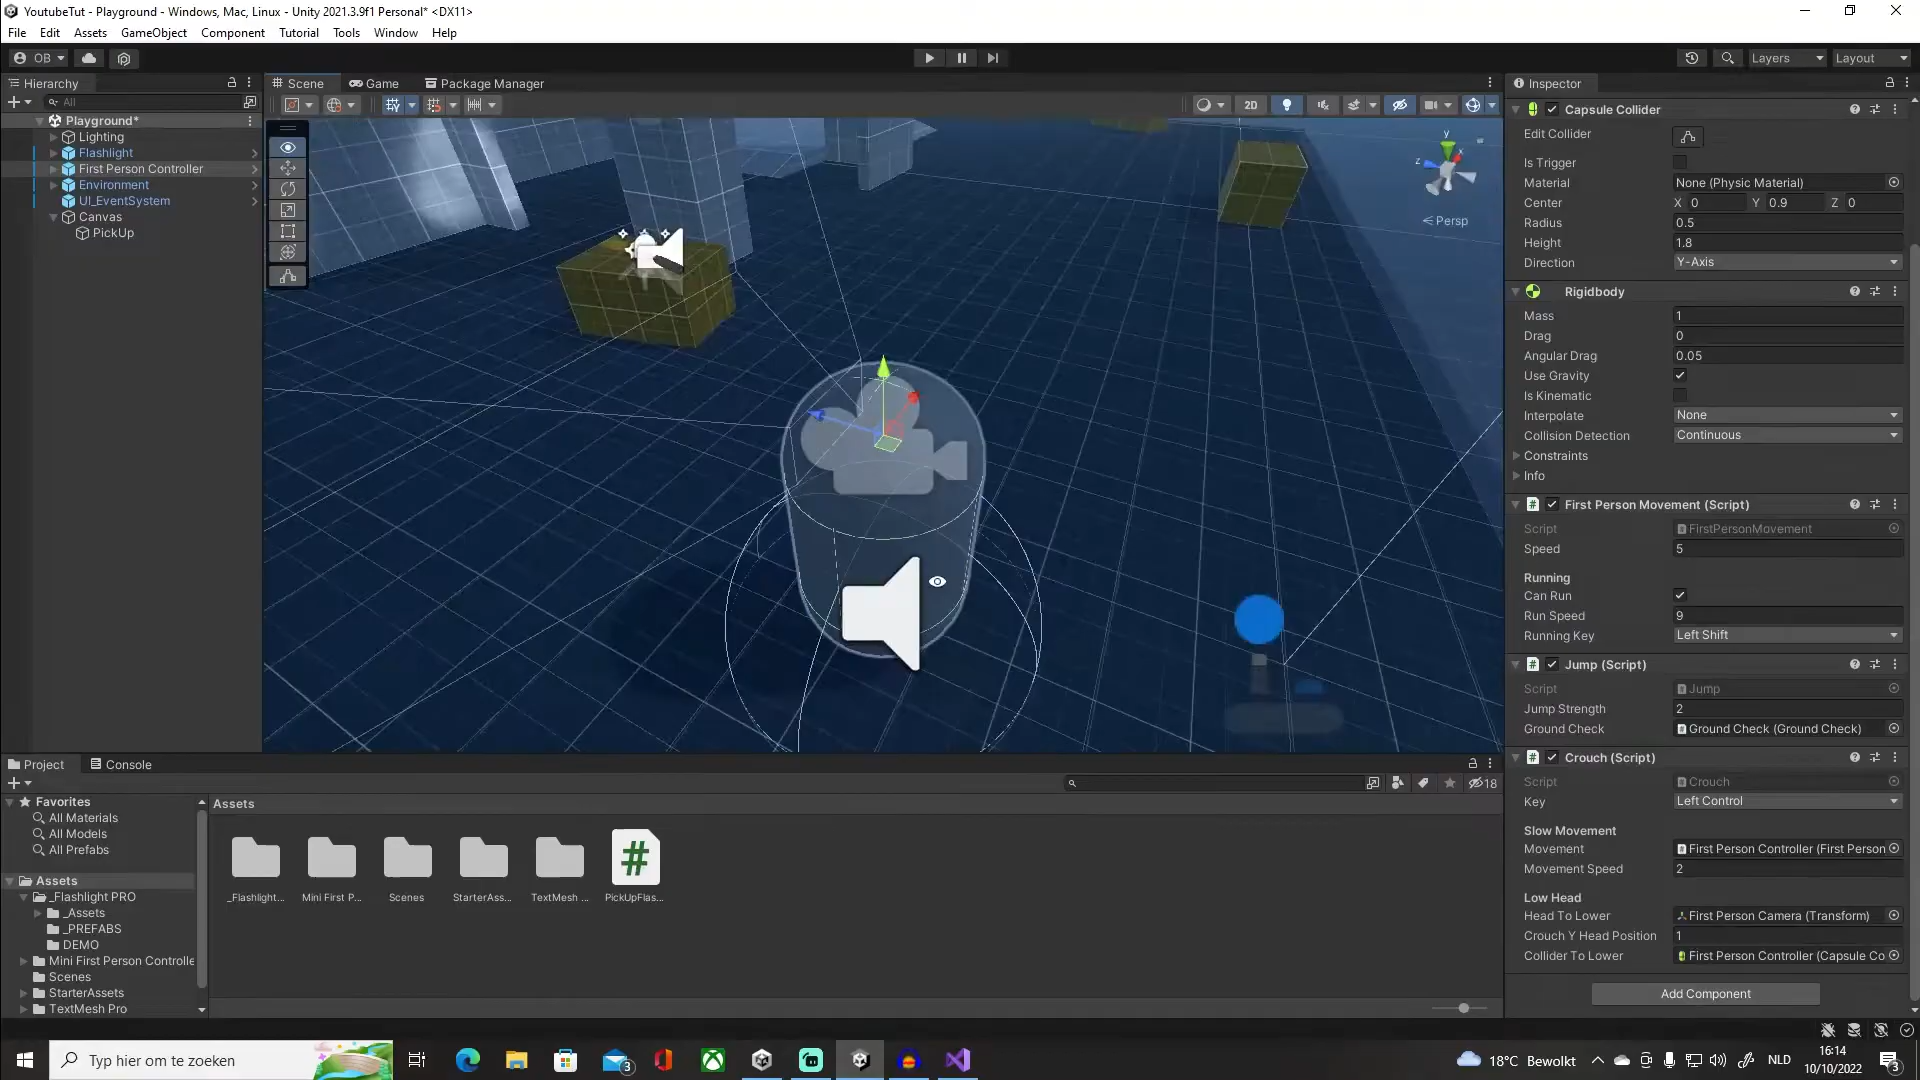 YoutubeTut - Playground - Windows, Mac, Linux - Unity 2021.3.9f1 Personal* <DX11>
File Edit Assets GameObject Component Tutorial Tools Window Help
OB
Layers Layout
Hierarchy
All
Playground*
Lighting
Flashlight
First Person Controller
Environment
UI_EventSystem
Canvas
PickUp
Scene Game Package Manager
2D
y
x
z
Persp
Inspector
Capsule Collider
Edit Collider
Is Trigger
Material None (Physic Material)
Center X 0 Y 0.9 Z 0
Radius 0.5
Height 1.8
Direction Y-Axis
Rigidbody
Mass 1
Drag 0
Angular Drag 0.05
Use Gravity
Is Kinematic
Interpolate None
Collision Detection Continuous
Constraints
Info
First Person Movement (Script)
Script FirstPersonMovement
Speed 5
Running
Can Run
Run Speed 9
Running Key Left Shift
Jump (Script)
Script Jump
Jump Strength 2
Ground Check Ground Check (Ground Check)
Crouch (Script)
Script Crouch
Key Left Control
Slow Movement
Movement First Person Controller (First Person
Movement Speed 2
Low Head
Head To Lower First Person Camera (Transform)
Crouch Y Head Position 1
Collider To Lower First Person Controller (Capsule Co
Add Component
Project Console
18
Favorites
All Materials
All Models
All Prefabs
Assets
_Flashlight PRO
_Assets
_PREFABS
DEMO
Mini First Person Controlle
Scenes
StarterAssets
TextMesh Pro
Assets
_Flashlight... Mini First P... Scenes StarterAss... TextMesh ... PickUpFlas...
Typ hier om te zoeken
3
18°C Bewolkt
NLD
16:14
10/10/2022
3